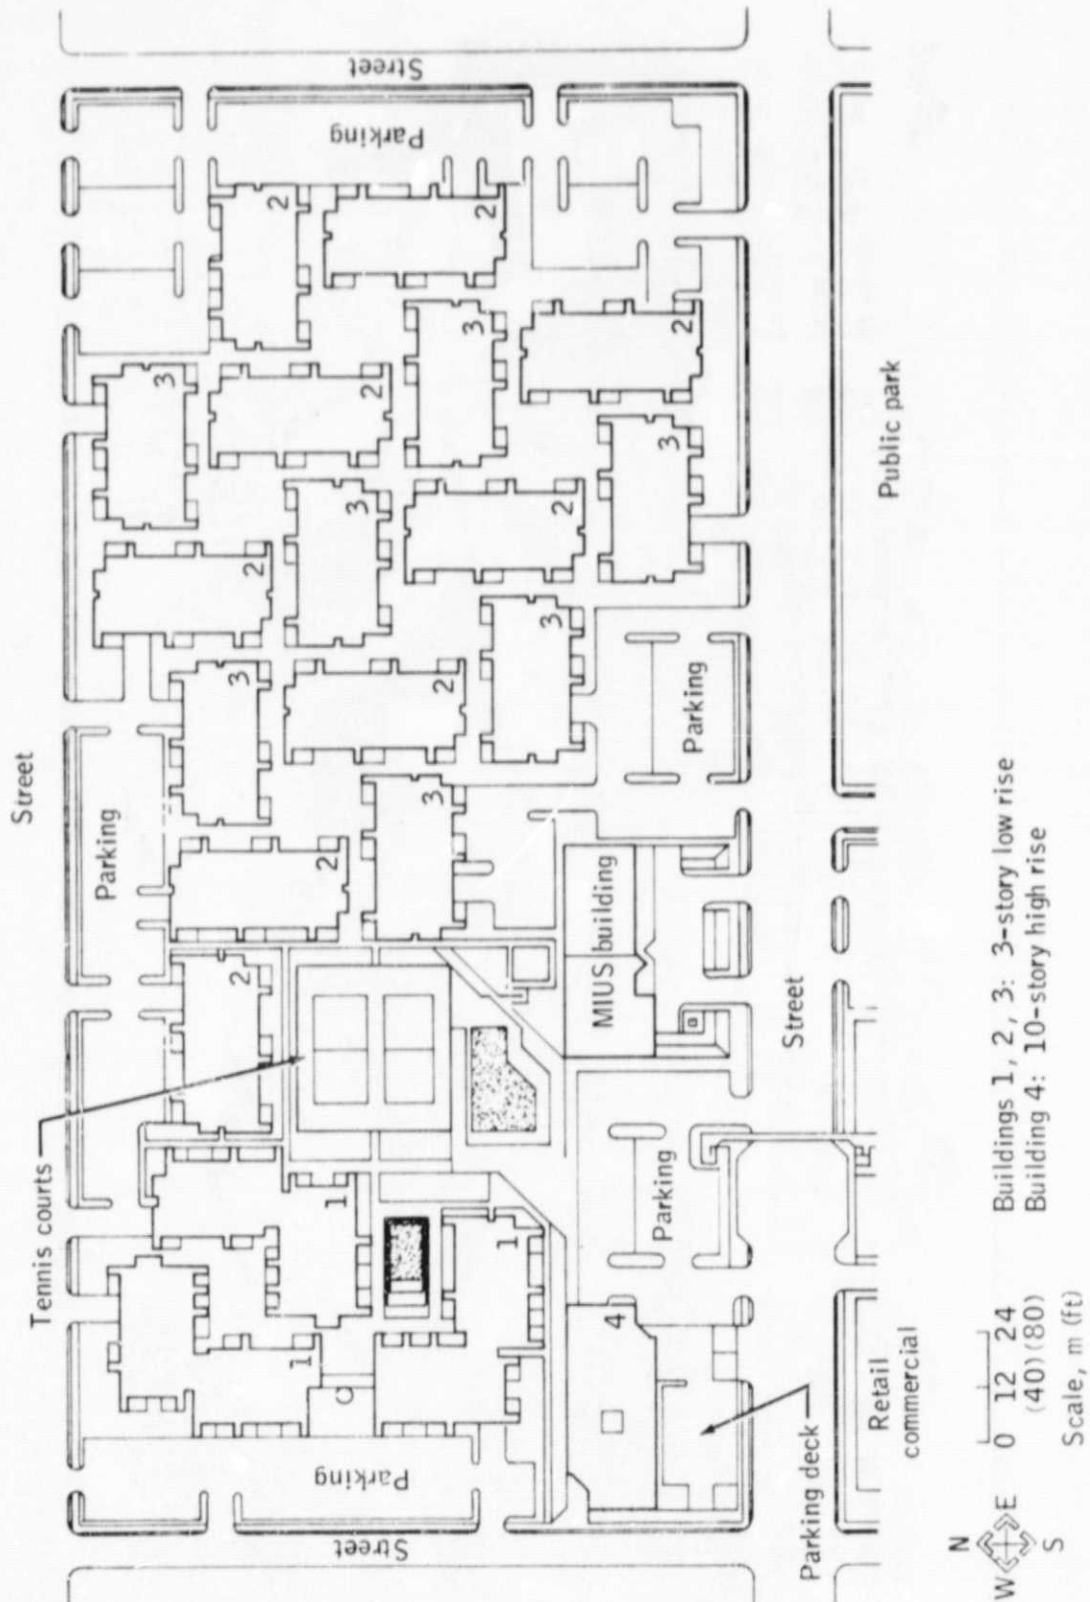 Street
Tennis courts
Parking
3
2
3
2
2
1
2
1
3
2
Street
Parking
Parking
Street
3
2
3
2
1
3
2
MIUS building
4
3
2
Parking
Parking
Street
Parking deck
Retail
commercial
Public park
N
W
E
S
0 12 24
(40)(80)
Scale, m (ft)
Buildings 1, 2, 3: 3-story low rise
Building 4: 10-story high rise